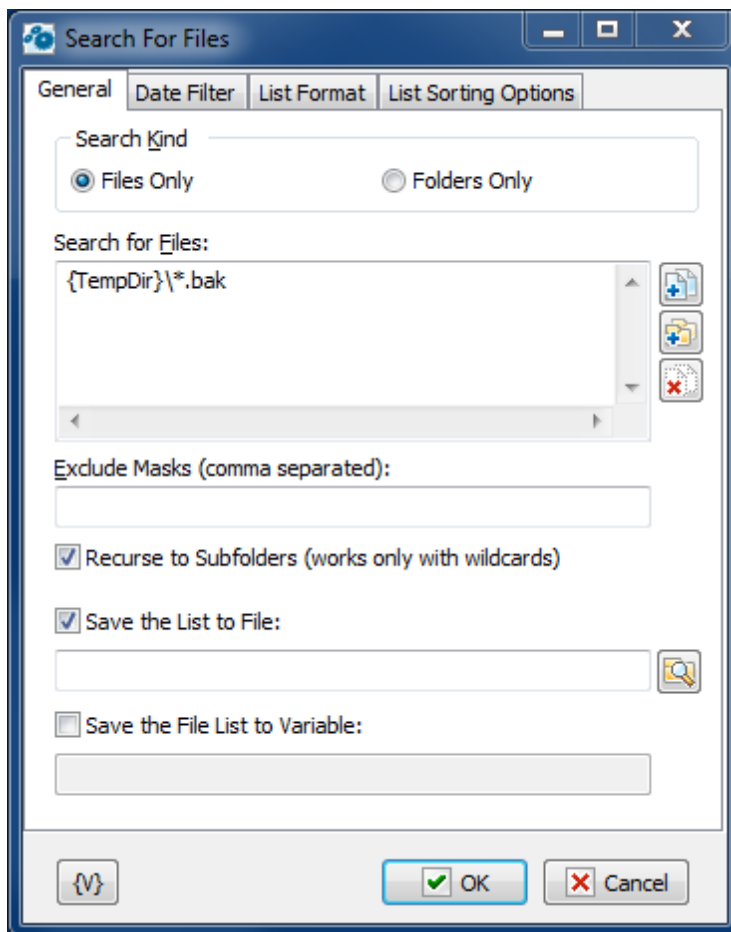 Search For Files
General Date Filter List Format List Sorting Options
Search Kind
Files Only Folders Only
Search for Files:
{TempDir}\*.bak
Exclude Masks (comma separated):
Recurse to Subfolders (works only with wildcards)
Save the List to File:
Save the File List to Variable:
{V} OK Cancel